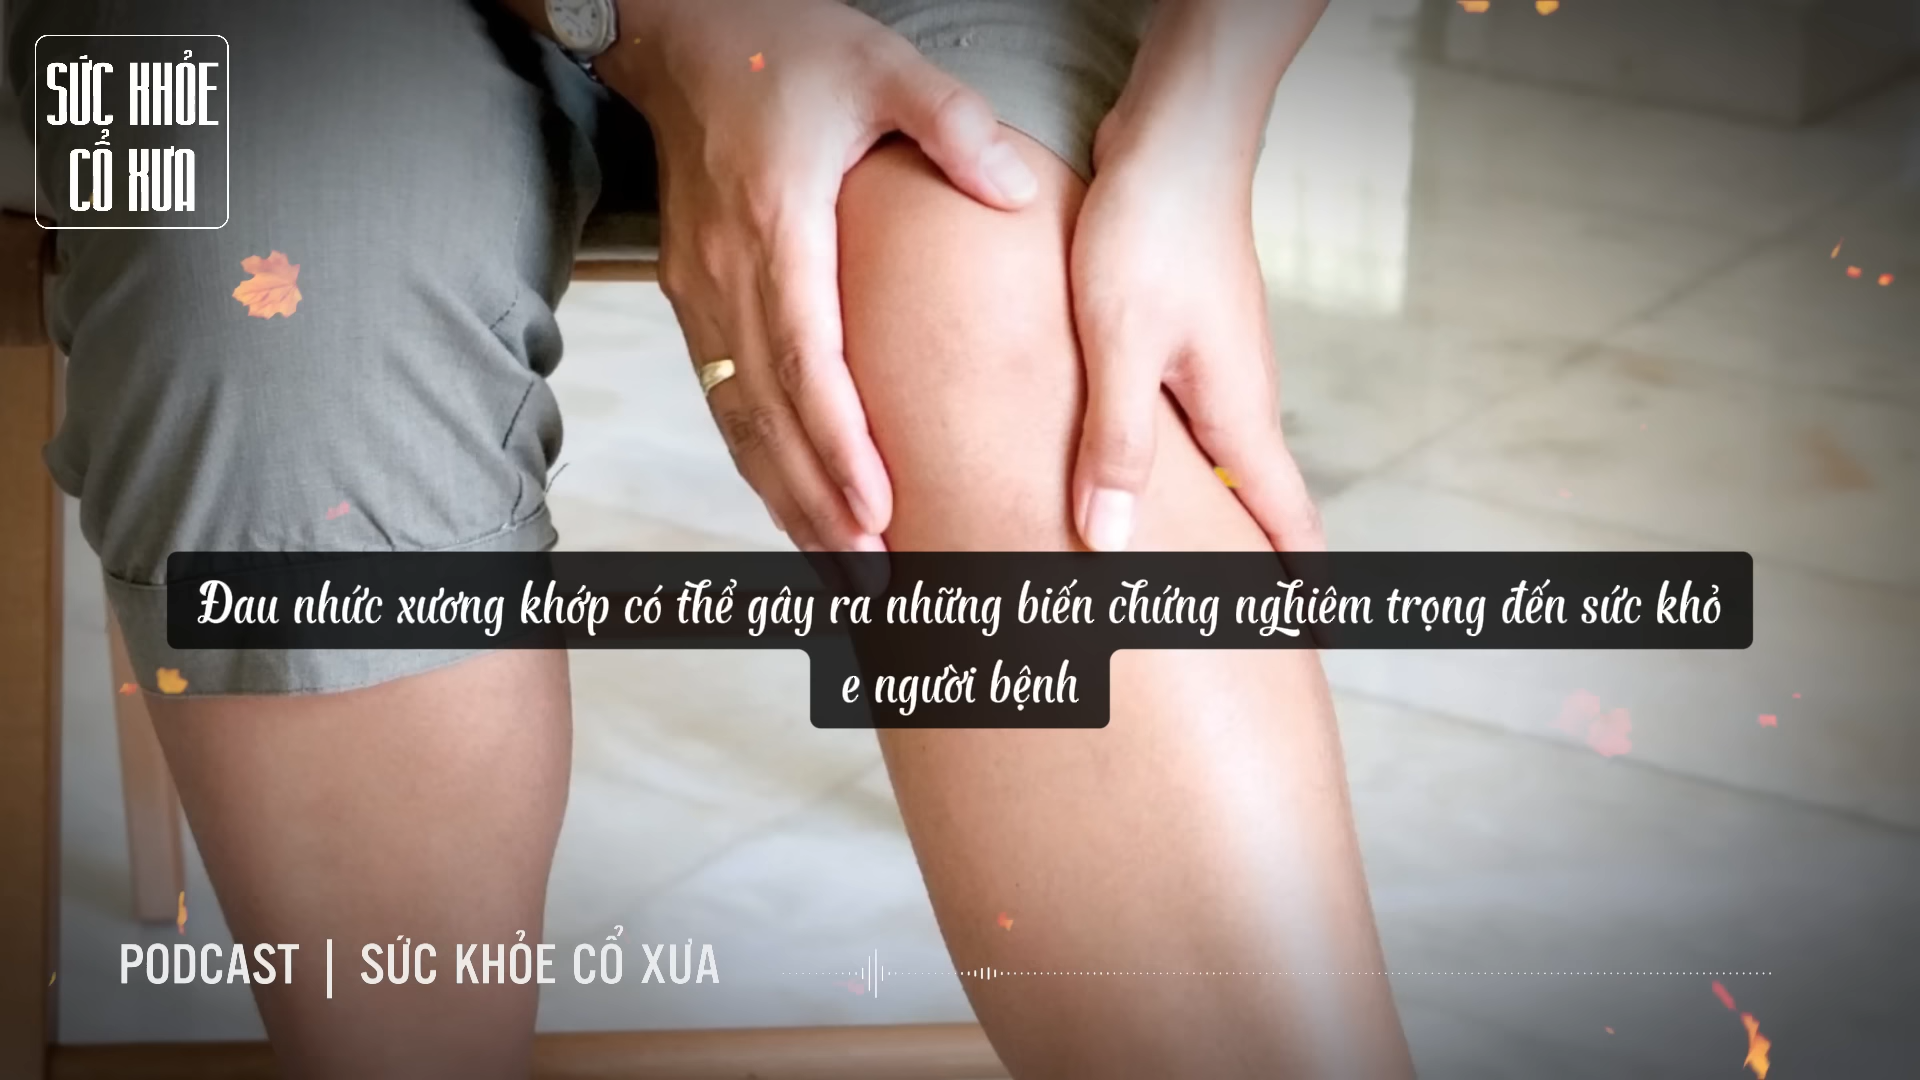 SỨC KHỎE
CỔ XƯA
Đau nhức xương khớp có thể gây ra những biến chứng nghiêm trọng đến sức khỏ
e người bệnh
PODCAST | SỨC KHỎE CỔ XƯA